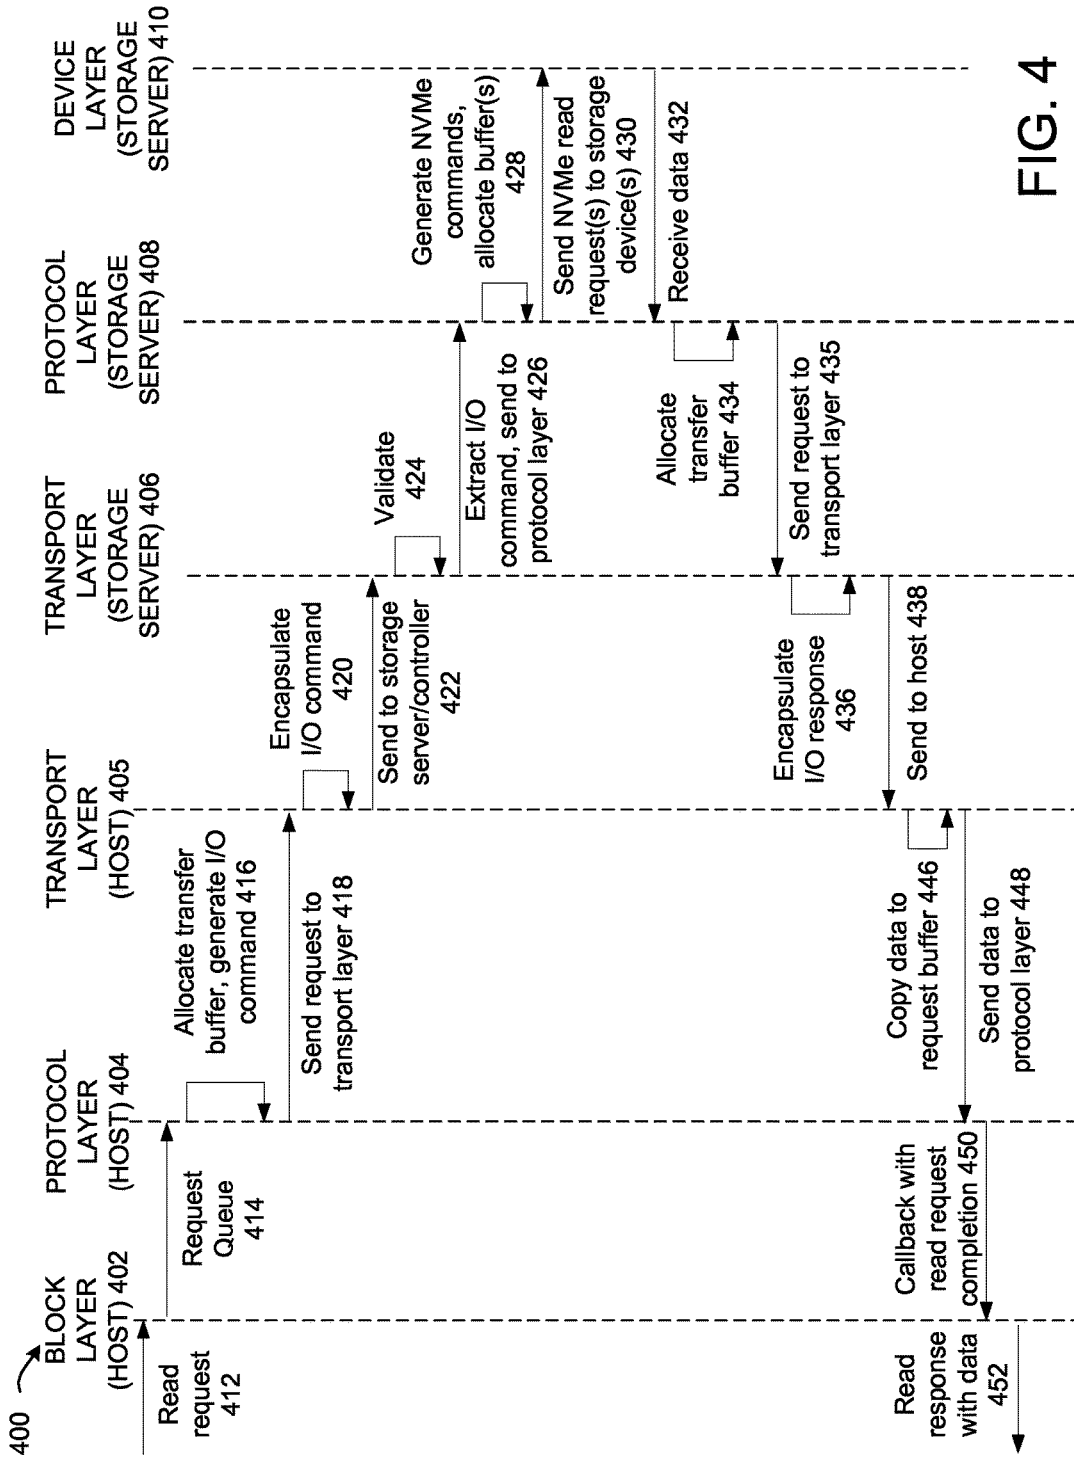 400
BLOCK
LAYER
(HOST) 402
PROTOCOL
LAYER
(HOST) 404
TRANSPORT
LAYER
(HOST) 405
TRANSPORT
LAYER
(STORAGE
SERVER) 406
PROTOCOL
LAYER
(STORAGE
SERVER) 408
DEVICE
LAYER
(STORAGE
SERVER) 410
Read
request
412
Request
Queue
414
Allocate transfer
buffer, generate I/O
command 416
Send request to
transport layer 418
Encapsulate
I/O command
420
Send to storage
server/controller
422
Validate
424
Extract I/O
command, send to
protocol layer 426
Generate NVMe
commands,
allocate buffer(s)
428
Send NVMe read
request(s) to storage
device(s) 430
Receive data 432
Allocate
transfer
buffer 434
Send request to
transport layer 435
Encapsulate
I/O response
436
Send to host 438
Copy data to
request buffer 446
Send data to
protocol layer 448
Callback with
read request
completion 450
Read
response
with data
452
FIG. 4